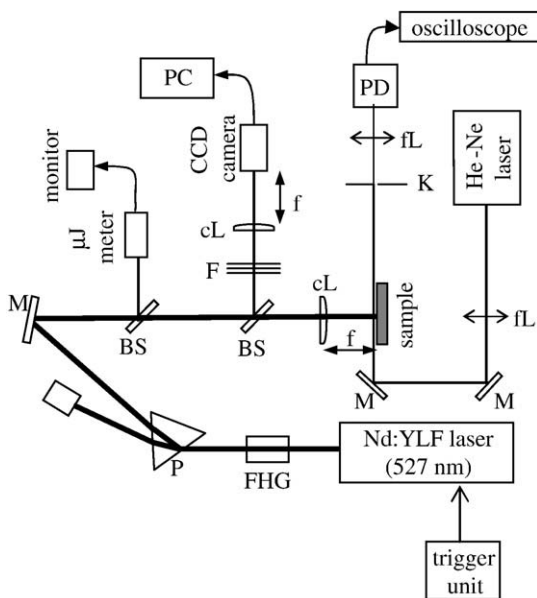 oscilloscope
PC
PD
CCD
camera
fL
He-Ne
laser
monitor
K
f
μJ
meter
cL
F
cL
M
sample
fL
BS
BS
f
M
M
Nd:YLF laser
(527 nm)
P
FHG
trigger
unit